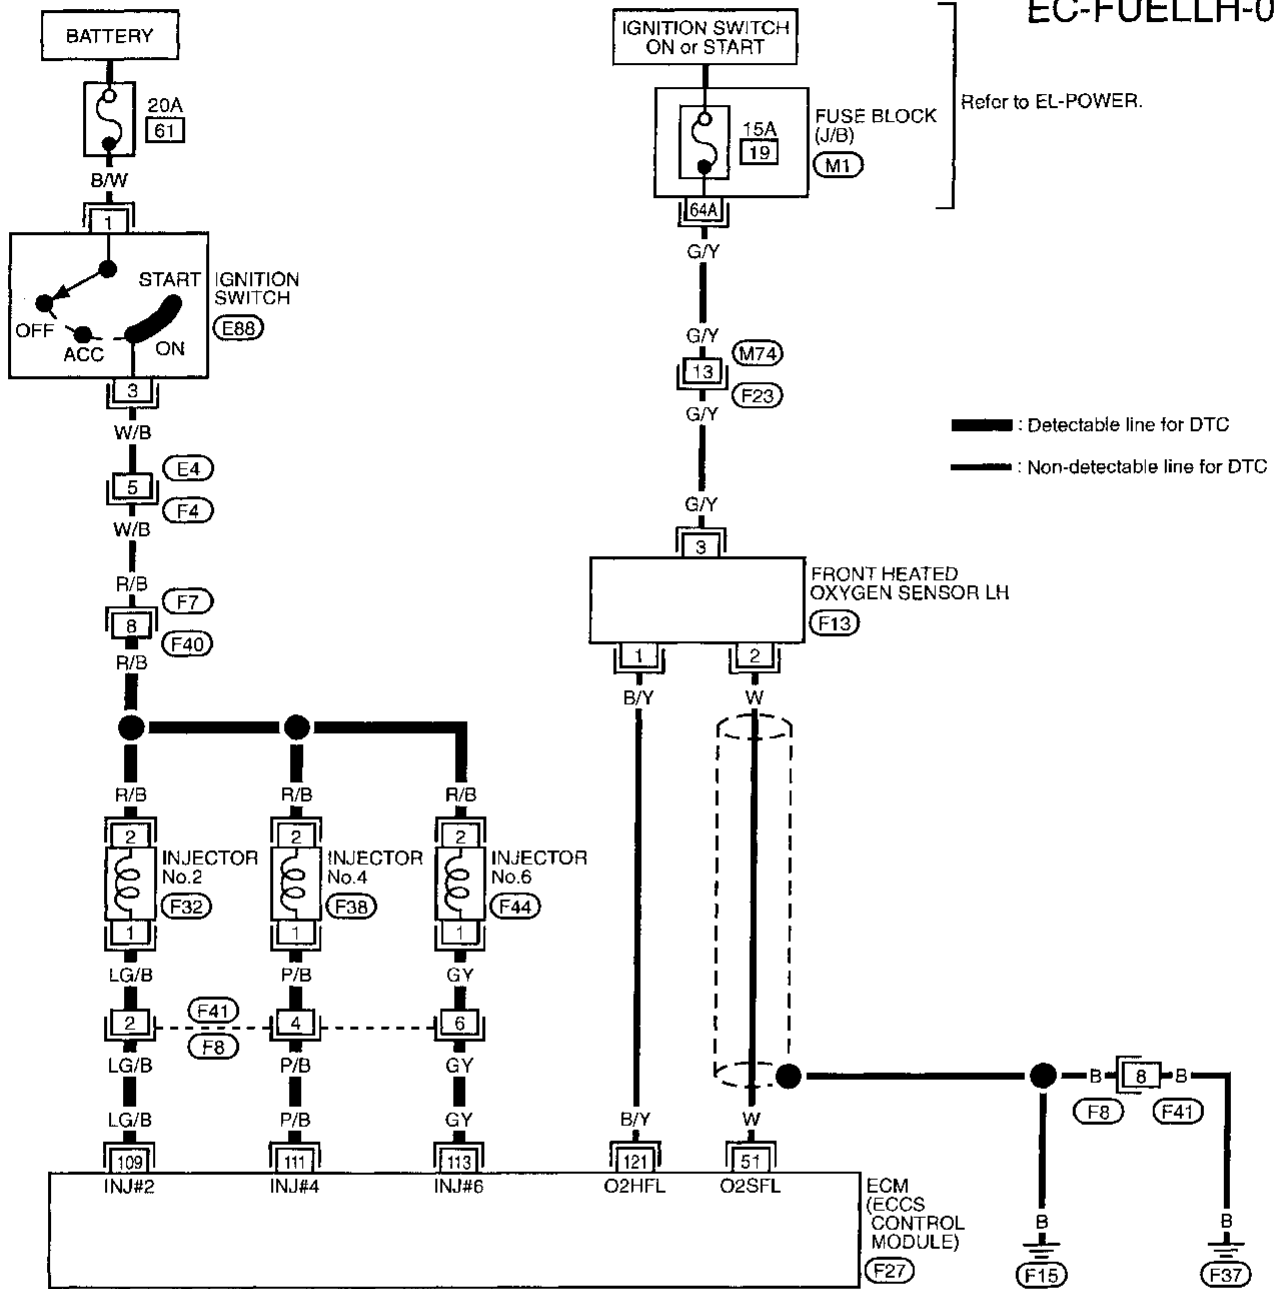 EC-FUELLH-0
BATTERY
20A
61
B/W
1
START
OFF
ACC
ON
IGNITION
SWITCH
E88
3
W/B
E4
5
F4
W/B
R/B
F7
8
F40
R/B
IGNITION SWITCH
ON or START
15A
19
FUSE BLOCK
(J/B)
M1
Refer to EL-POWER.
64A
G/Y
G/Y
M74
13
F23
G/Y
G/Y
3
FRONT HEATED
OXYGEN SENSOR LH
F13
1
2
B/Y
W
: Detectable line for DTC
: Non-detectable line for DTC
R/B
R/B
R/B
2
2
2
INJECTOR
No.2
F32
INJECTOR
No.4
F38
INJECTOR
No.6
F44
1
1
1
LG/B
P/B
GY
2
F41
F8
4
6
LG/B
P/B
GY
LG/B
P/B
GY
B/Y
W
109
111
113
121
51
INJ#2
INJ#4
INJ#6
O2HFL
O2SFL
ECM
(ECCS
CONTROL
MODULE)
F27
B
8
B
F8
F41
B
B
F15
F37